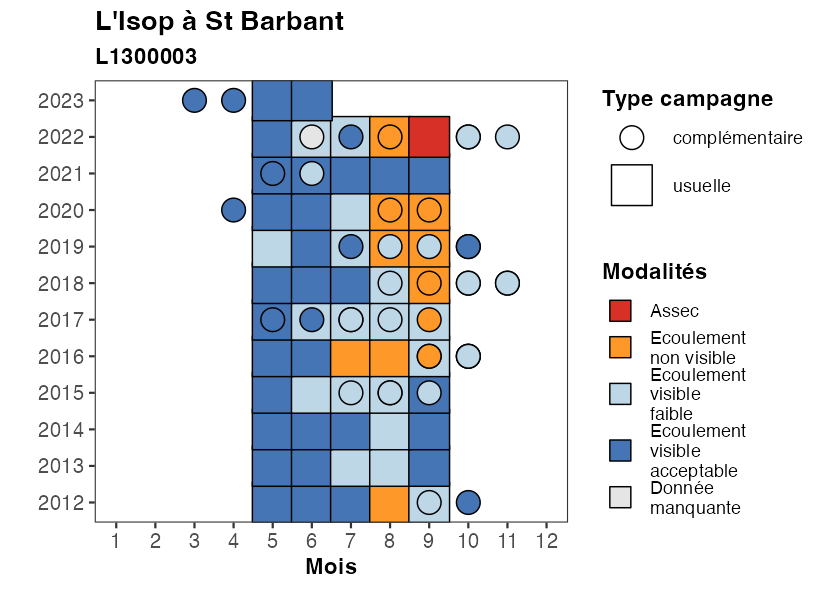 L'Isop à St Barbant
L1300003
2023
2022
2021
2020
2019
2018
2017
2016
2015
2014
2013
2012
1 2 3 4 5 6 7 8 9 10 11 12
Mois
Type campagne
complémentaire
usuelle
Modalités
Assec
Ecoulement
non visible
Ecoulement
visible
faible
Ecoulement
visible
acceptable
Donnée
manquante